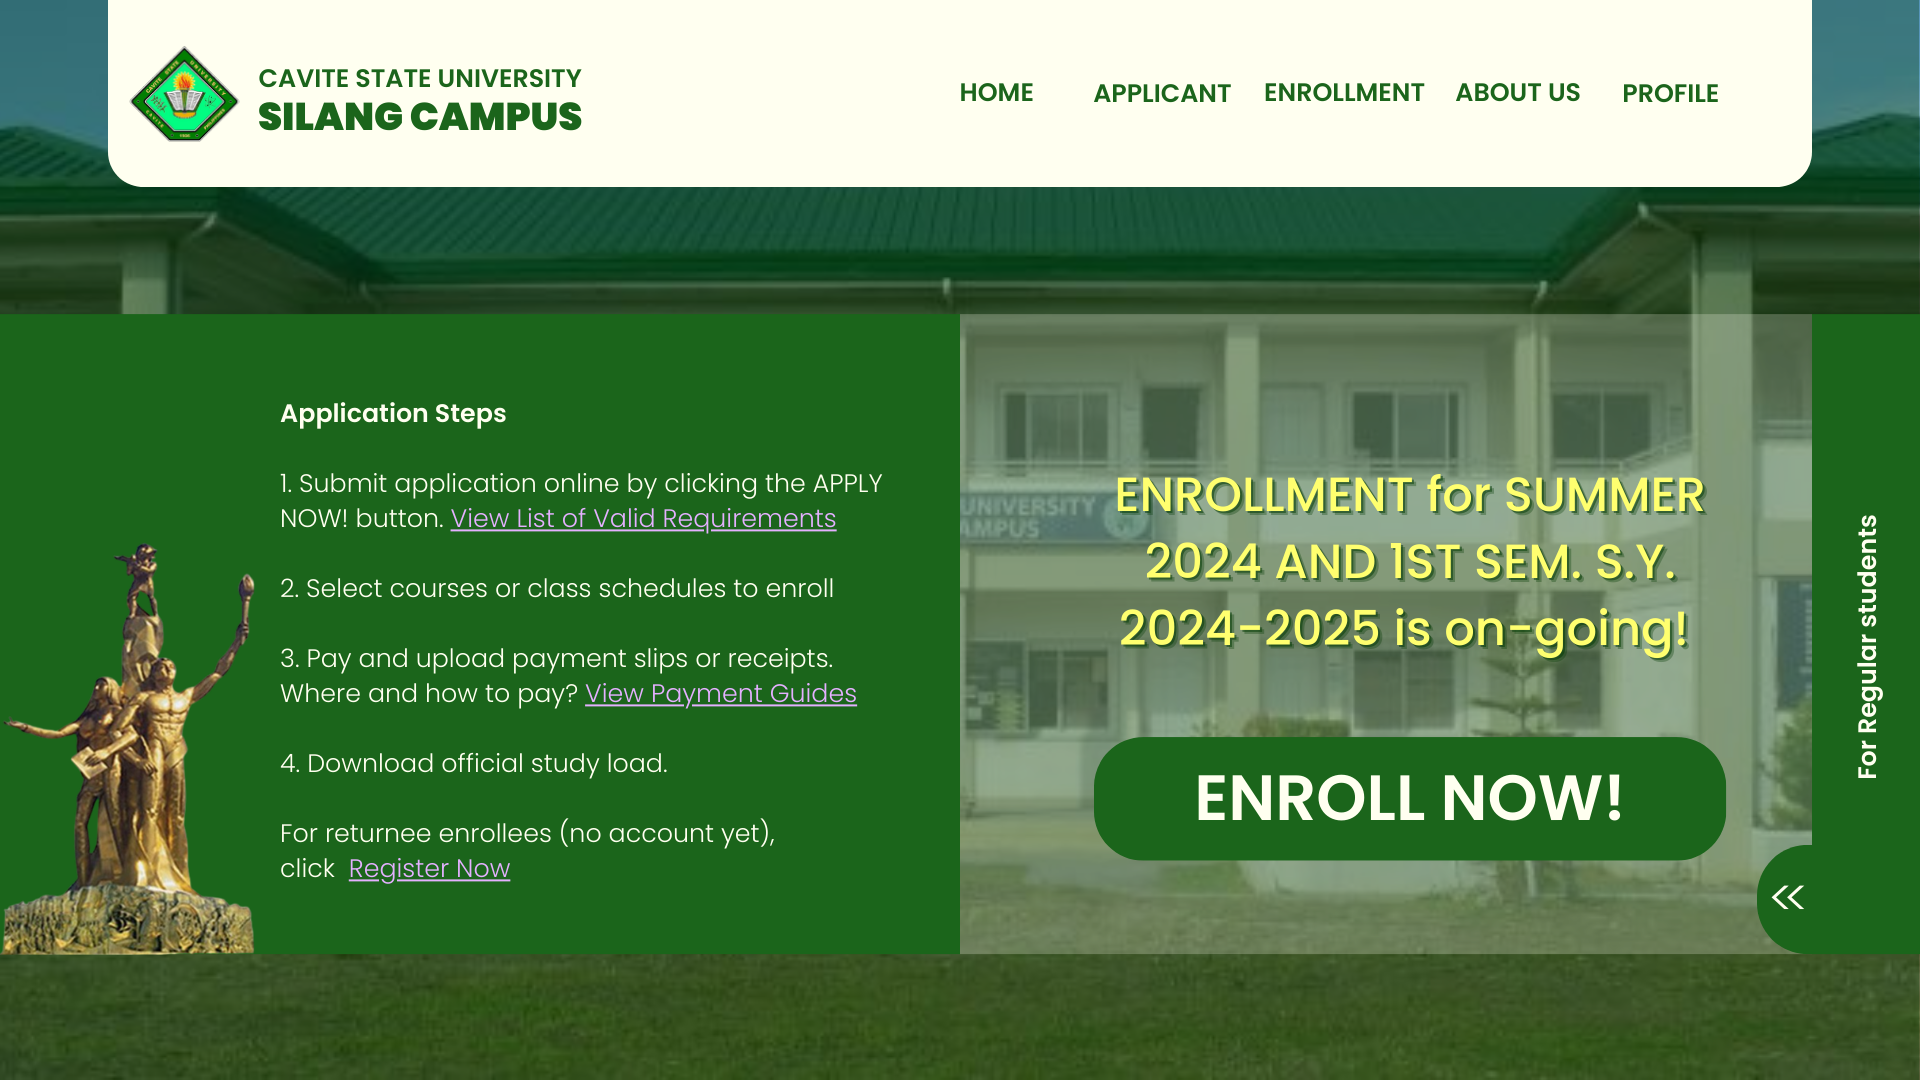 CAVITE STATE UNIVERSITY
SILANG CAMPUS
HOME
APPLICANT
ENROLLMENT
ABOUT US
PROFILE
Application Steps
1. Submit application online by clicking the APPLY
NOW! button. View List of Valid Requirements
2. Select courses or class schedules to enroll
3. Pay and upload payment slips or receipts.
Where and how to pay? View Payment Guides
4. Download official study load.
For returnee enrollees (no account yet),
click Register Now
UNIVERSITY
AMPUS
ENROLLMENT for SUMMER
2024 AND 1ST SEM. S.Y.
2024-2025 is on-going!
ENROLL NOW!
For Regular students